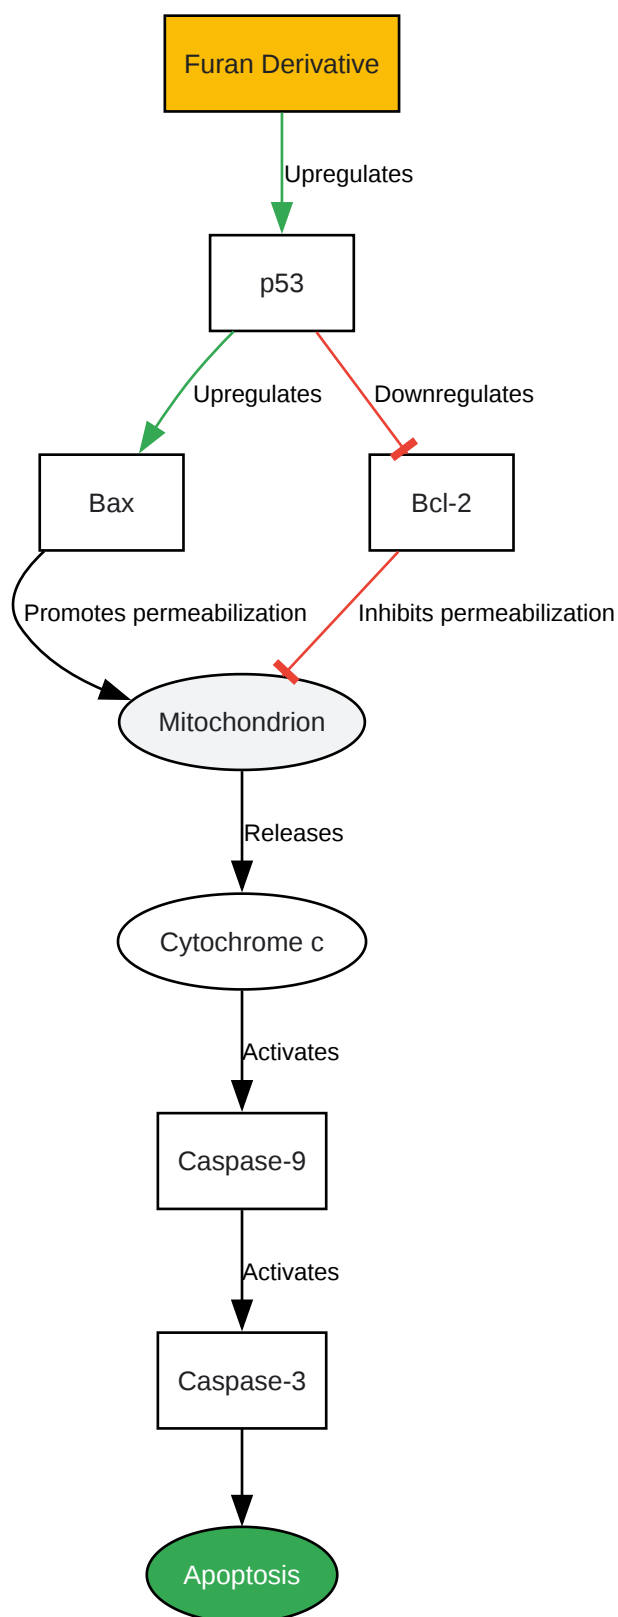 Furan Derivative
Upregulates
p53
Upregulates
Downregulates
Bax
Bcl-2
Promotes permeabilization
Inhibits permeabilization
Mitochondrion
Releases
Cytochrome c
Activates
Caspase-9
Activates
Caspase-3
Apoptosis